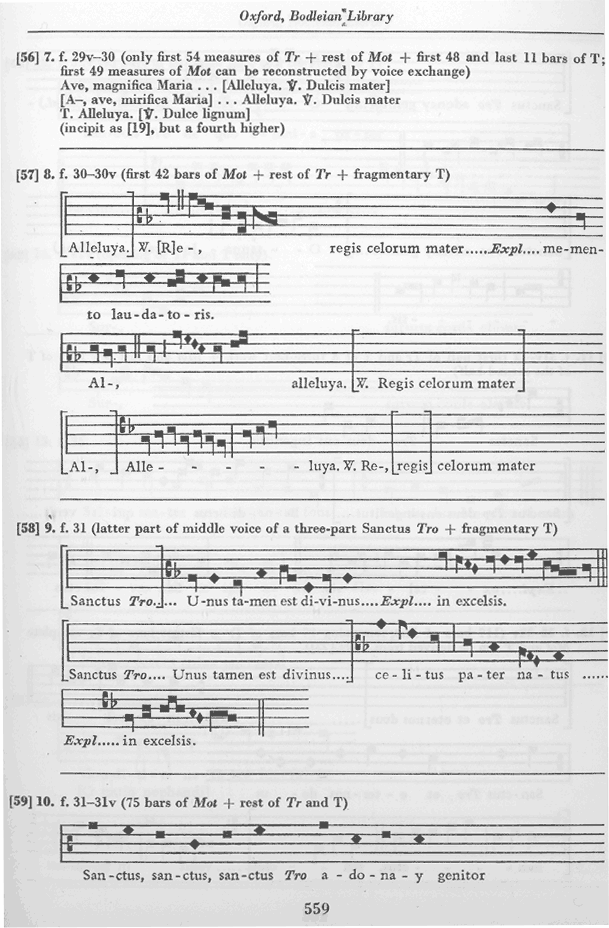 Oxford, Bodleian Library
[56] 7. f. 29v–30 (only first 54 measures of Tr + rest of Mot + first 48 and last 11 bars of T;
first 49 measures of Mot can be reconstructed by voice exchange)
Ave, magnifica Maria . . . [Alleluya. ℣. Dulcis mater]
[A–, ave, mirifica Maria] . . . Alleluya. ℣. Dulcis mater
T. Alleluya. [℣. Dulce lignum]
(incipit as [19], but a fourth higher)
[57] 8. f. 30–30v (first 42 bars of Mot + rest of Tr + fragmentary T)
[Alleluya.] ℣. [R]e - , regis celorum mater.....Expl.... me-men-
to lau-da-to-ris.
Al-, alleluya. [℣. Regis celorum mater]
[Al-, ] Alle - - - - - - luya. ℣. Re-, [regis] celorum mater
[58] 9. f. 31 (latter part of middle voice of a three-part Sanctus Tro + fragmentary T)
[Sanctus Tro.].... U-nus ta-men est di-vi-nus....Expl.... in excelsis.
[Sanctus Tro.... Unus tamen est divinus....] ce - li - tus pa - ter na - tus ......
Expl..... in excelsis.
[59] 10. f. 31–31v (75 bars of Mot + rest of Tr and T)
San-ctus, san-ctus, san-ctus Tro a - do - na - y genitor
559